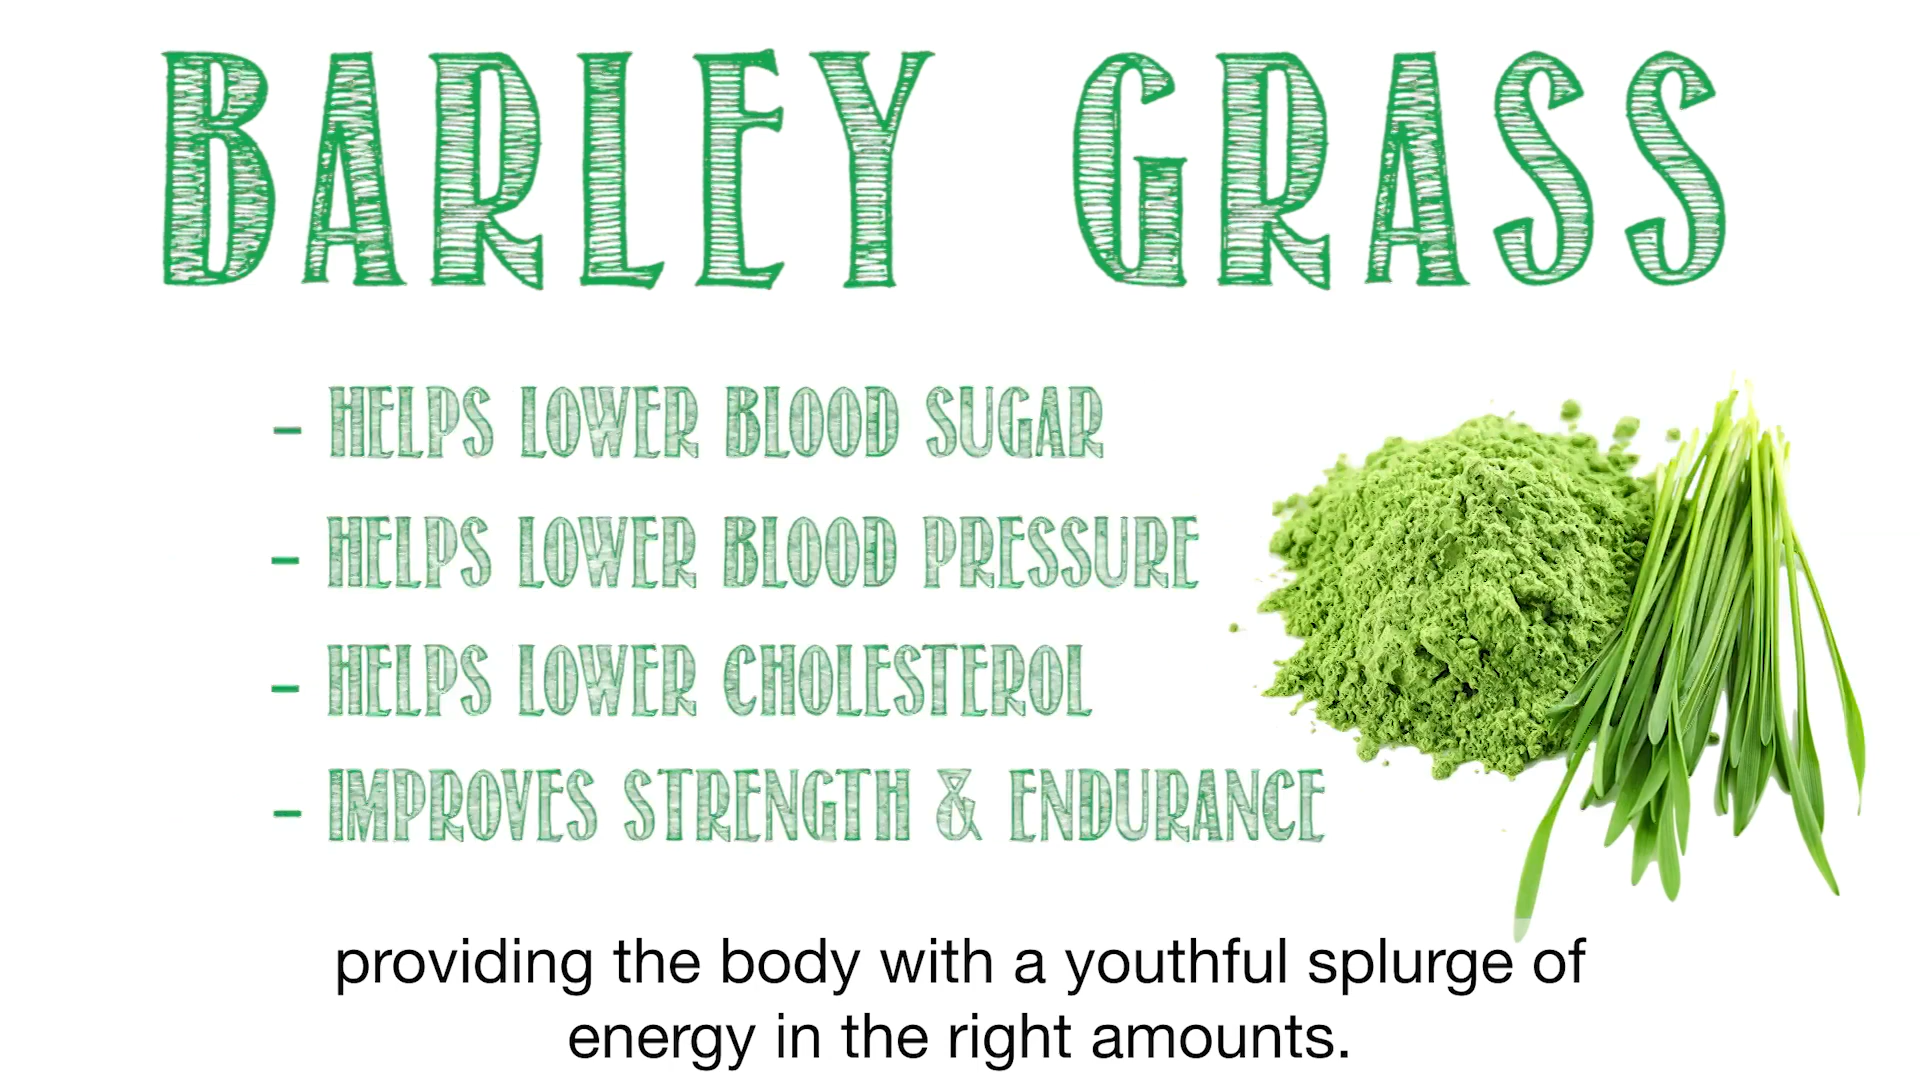 BARLEY GRASS
- HELPS LOWER BLOOD SUGAR
- HELPS LOWER BLOOD PRESSURE
- HELPS LOWER CHOLESTEROL
- IMPROVES STRENGTH & ENDURANCE
providing the body with a youthful splurge of
energy in the right amounts.